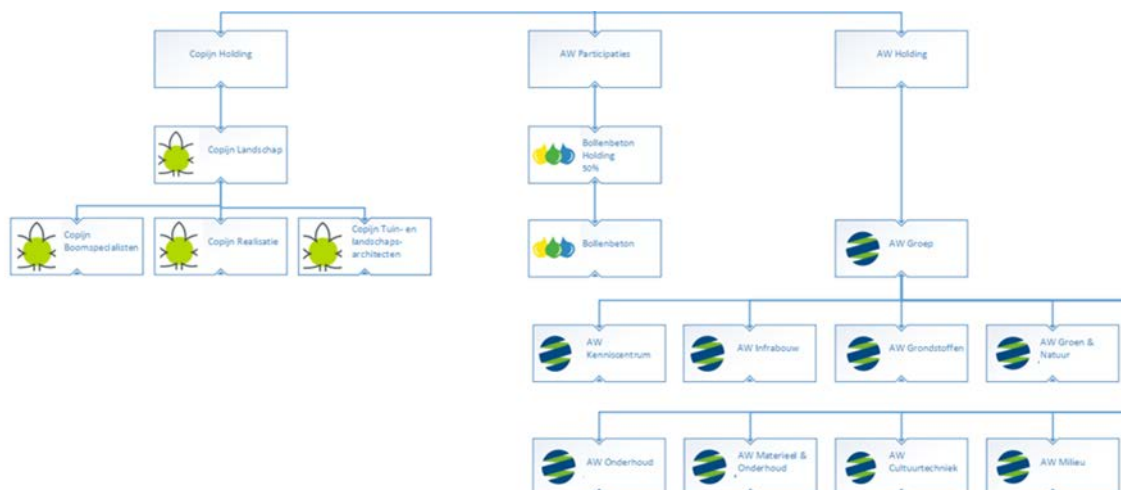 Copijn Holding
AW Participaties
AW Holding
Copijn Landschap
Bollenbeton
Holding
50%
Copijn
Boomspecialisten
Copijn Realisatie
Copijn Tuin- en
landschaps-
architecten
Bollenbeton
AW Groep
AW
Kenniscentrum
AW Infrabouw
AW Grondstoffen
AW Groen &
Natuur
AW Onderhoud
AW Materieel &
Onderhoud
AW
Cultuurtechniek
AW Milieu